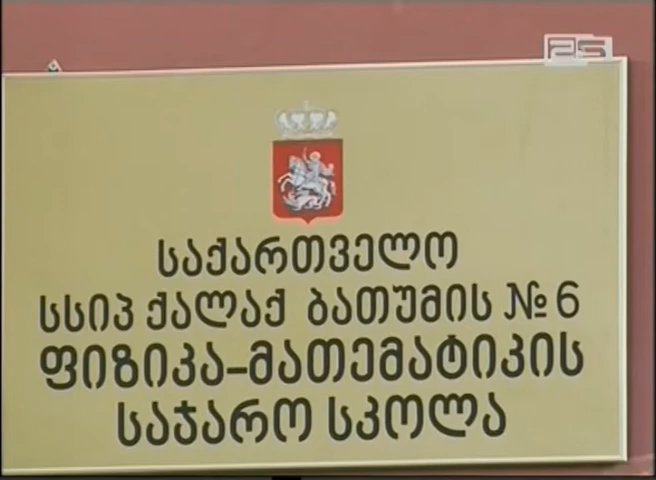 25
საქართველო
სსიპ ქალაქ ბათუმის №6
ფიზიკა-მათემატიკის
საჯარო სკოლა